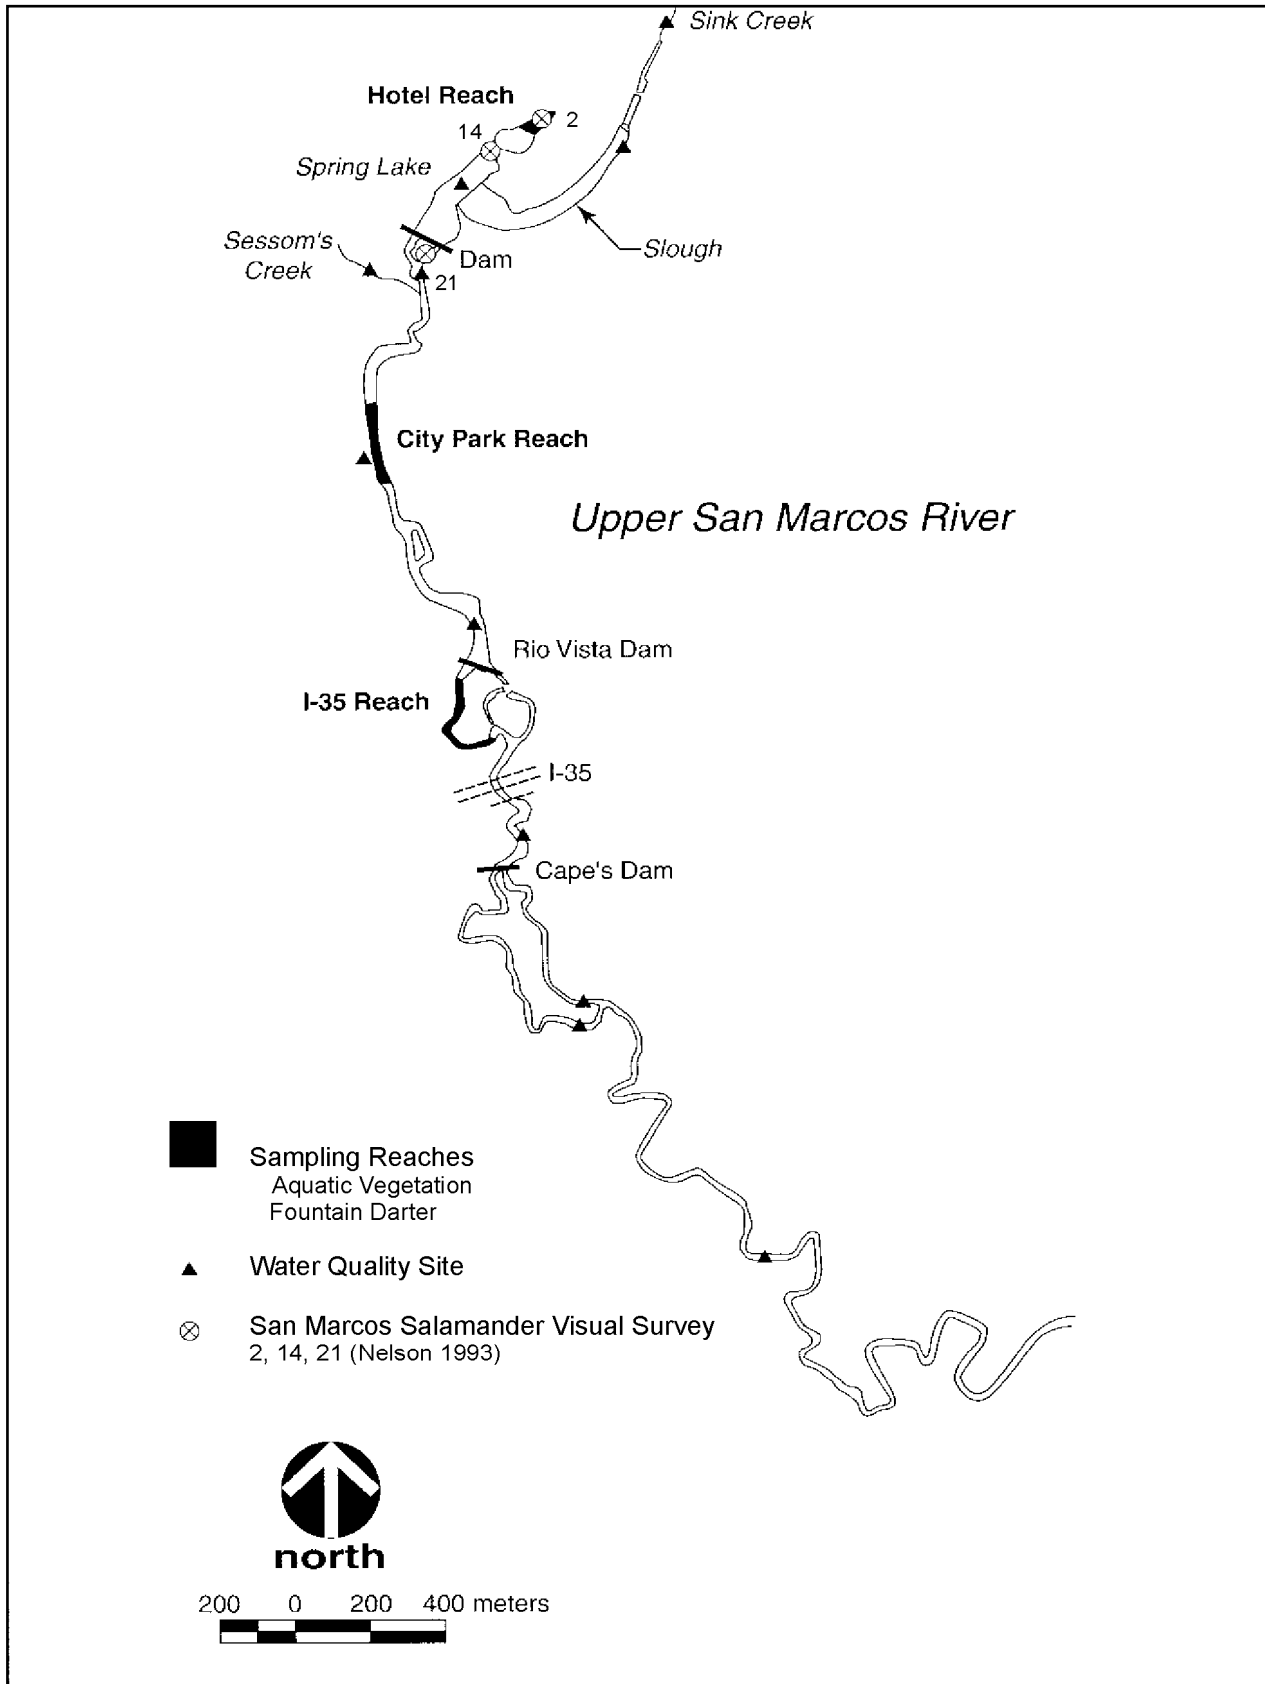 Sink Creek
Hotel Reach
2
14
Spring Lake
Sessom's
Creek
Slough
Dam
21
City Park Reach
Upper San Marcos River
Rio Vista Dam
I-35 Reach
I-35
Cape's Dam
Sampling Reaches
Aquatic Vegetation
Fountain Darter
Water Quality Site
San Marcos Salamander Visual Survey
2, 14, 21 (Nelson 1993)
north
200 0 200 400 meters